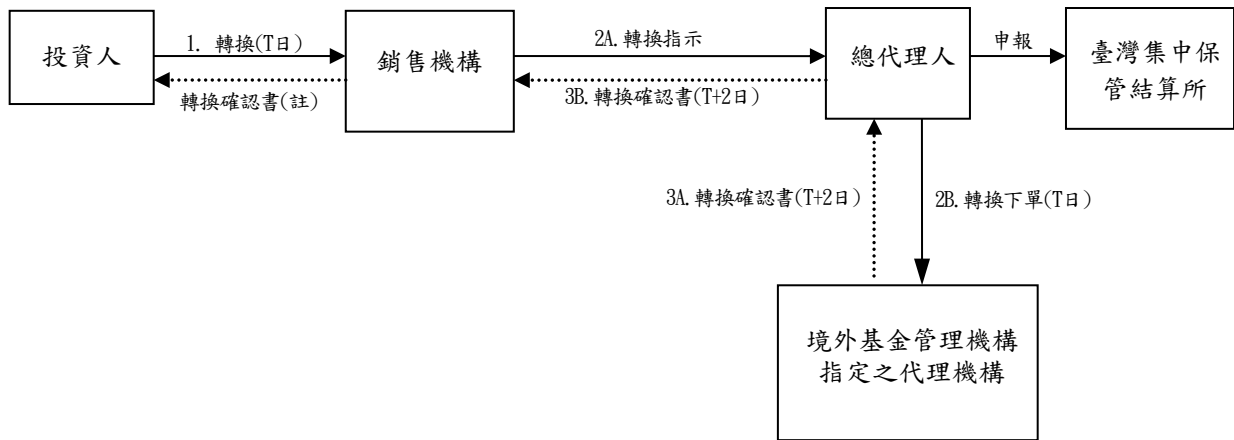 投資人
1. 轉換(T日)
轉換確認書(註)
銷售機構
2A.轉換指示
3B.轉換確認書(T+2日)
總代理人
申報
臺灣集中保
管結算所
3A.轉換確認書(T+2日)
2B.轉換下單(T日)
境外基金管理機構
指定之代理機構